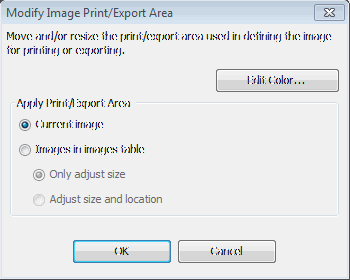 Modify Image Print/Export Area
Move and/or resize the print/export area used in defining the image
for printing or exporting.
Edit Color...
Apply Print/Export Area
Current image
Images in images table
Only adjust size
Adjust size and location
OK
Cancel